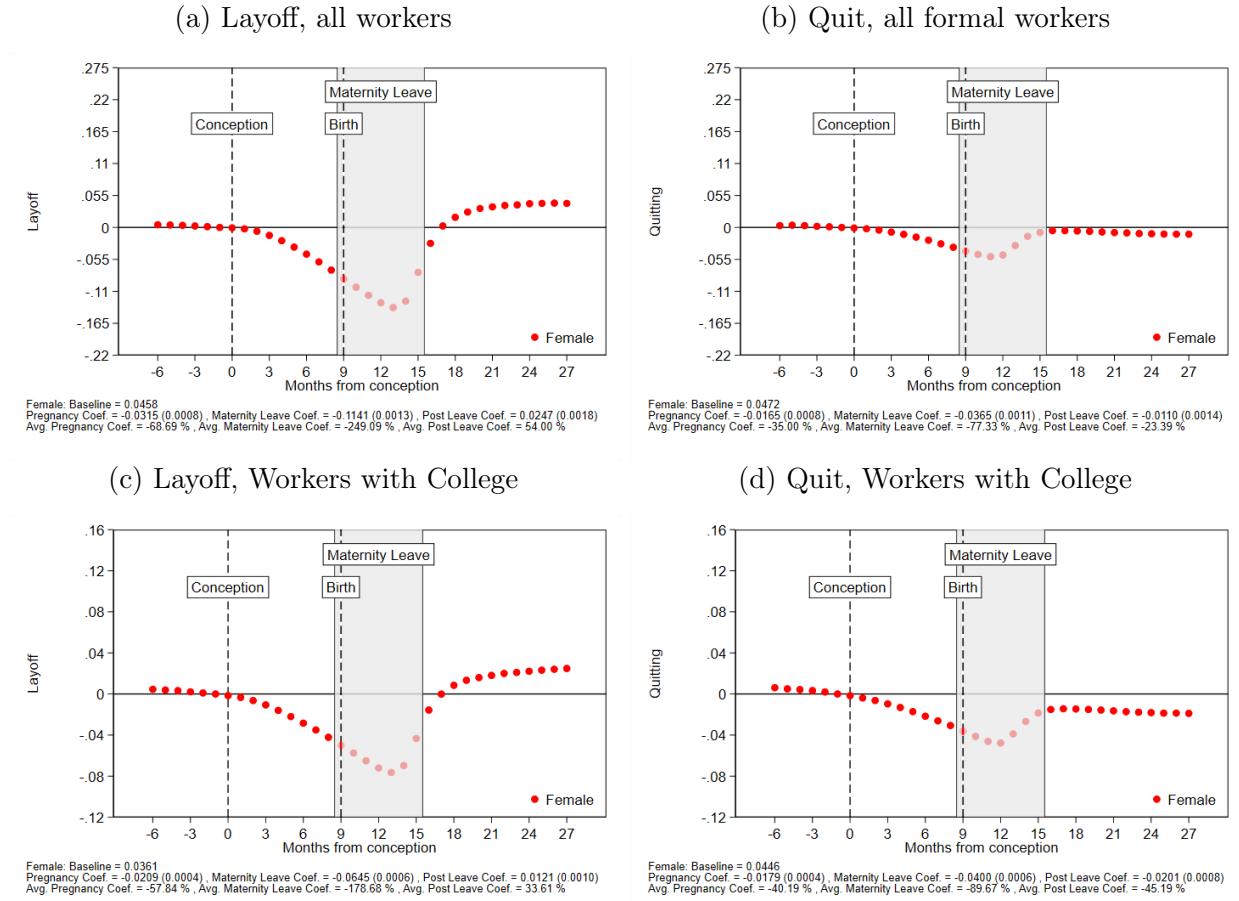 (a) Layoff, all workers
.275
.22
.165
.11
.055
0
-.055
-.11
-.165
-.22
Layoff
Maternity Leave
Conception
Birth
Female
-6 -3 0 3 6 9 12 15 18 21 24 27
Months from conception
Female: Baseline = 0.0458
Pregnancy Coef. = -0.0315 (0.0008) , Maternity Leave Coef. = -0.1141 (0.0013) , Post Leave Coef. = 0.0247 (0.0018)
Avg. Pregnancy Coef. = -68.69 % , Avg. Maternity Leave Coef. = -249.09 % , Avg. Post Leave Coef. = 54.00 %
(b) Quit, all formal workers
.275
.22
.165
.11
.055
0
-.055
-.11
-.165
-.22
Quitting
Maternity Leave
Conception
Birth
Female
-6 -3 0 3 6 9 12 15 18 21 24 27
Months from conception
Female: Baseline = 0.0472
Pregnancy Coef. = -0.0165 (0.0008) , Maternity Leave Coef. = -0.0365 (0.0011) , Post Leave Coef. = -0.0110 (0.0014)
Avg. Pregnancy Coef. = -35.00 % , Avg. Maternity Leave Coef. = -77.33 % , Avg. Post Leave Coef. = -23.39 %
(c) Layoff, Workers with College
.16
.12
.08
.04
0
-.04
-.08
-.12
Layoff
Maternity Leave
Conception
Birth
Female
-6 -3 0 3 6 9 12 15 18 21 24 27
Months from conception
Female: Baseline = 0.0361
Pregnancy Coef. = -0.0209 (0.0004) , Maternity Leave Coef. = -0.0645 (0.0006) , Post Leave Coef. = 0.0121 (0.0010)
Avg. Pregnancy Coef. = -57.84 % , Avg. Maternity Leave Coef. = -178.68 % , Avg. Post Leave Coef. = 33.61 %
(d) Quit, Workers with College
.16
.12
.08
.04
0
-.04
-.08
-.12
Quitting
Maternity Leave
Conception
Birth
Female
-6 -3 0 3 6 9 12 15 18 21 24 27
Months from conception
Female: Baseline = 0.0446
Pregnancy Coef. = -0.0179 (0.0004) , Maternity Leave Coef. = -0.0400 (0.0006) , Post Leave Coef. = -0.0201 (0.0008)
Avg. Pregnancy Coef. = -40.19 % , Avg. Maternity Leave Coef. = -89.67 % , Avg. Post Leave Coef. = -45.19 %